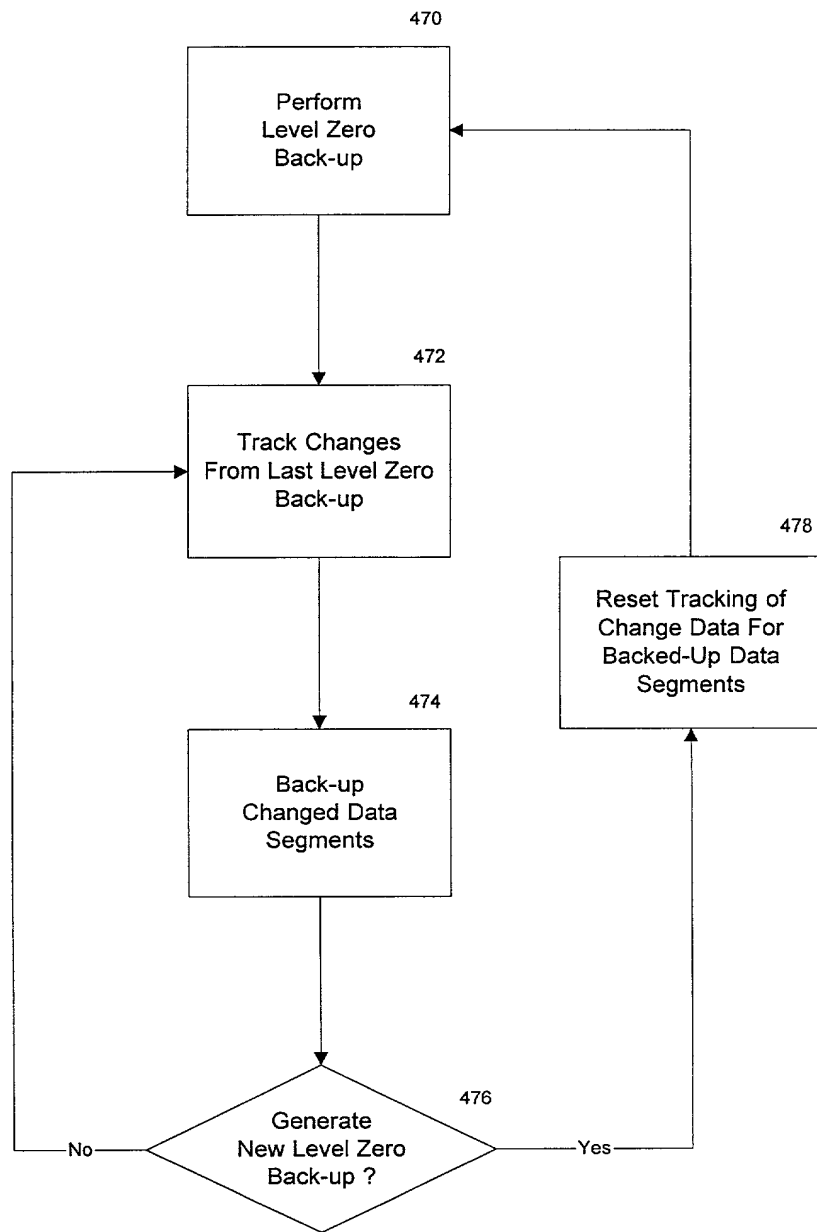 470
Perform
Level Zero
Back-up
472
Track Changes
From Last Level Zero
Back-up
478
Reset Tracking of
Change Data For
Backed-Up Data
Segments
474
Back-up
Changed Data
Segments
476
Generate
New Level Zero
Back-up ?
No
Yes